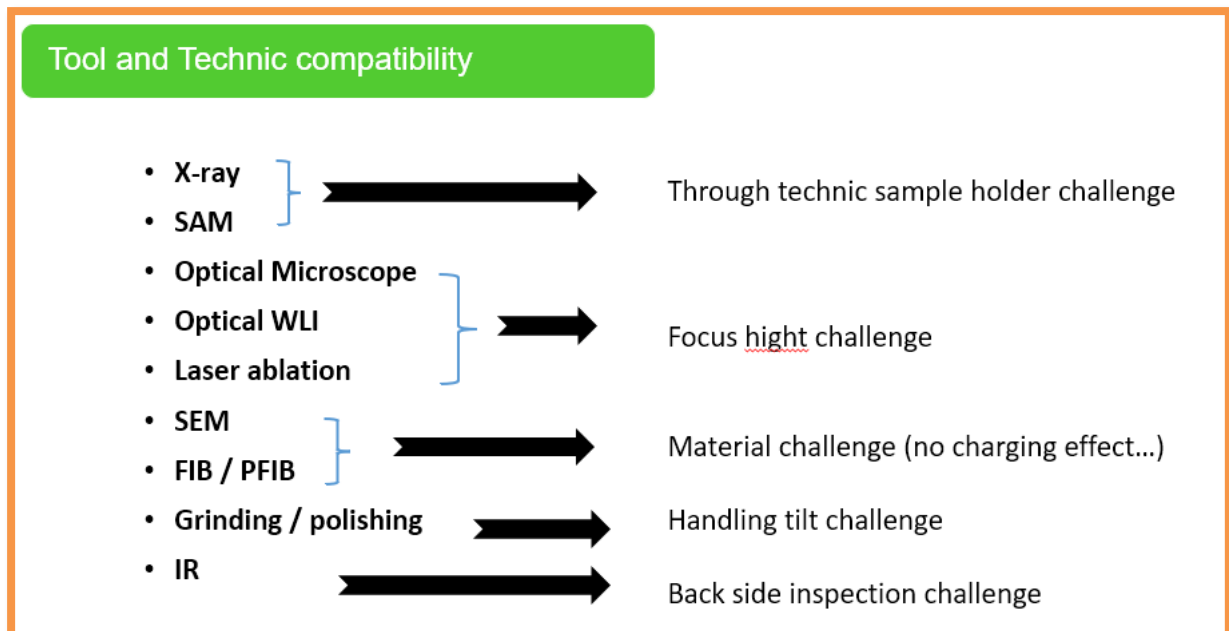 Tool and Technic compatibility
• X-ray
• SAM
Through technic sample holder challenge
• Optical Microscope
• Optical WLI
• Laser ablation
Focus hight challenge
• SEM
• FIB / PFIB
Material challenge (no charging effect...)
• Grinding / polishing
Handling tilt challenge
• IR
Back side inspection challenge